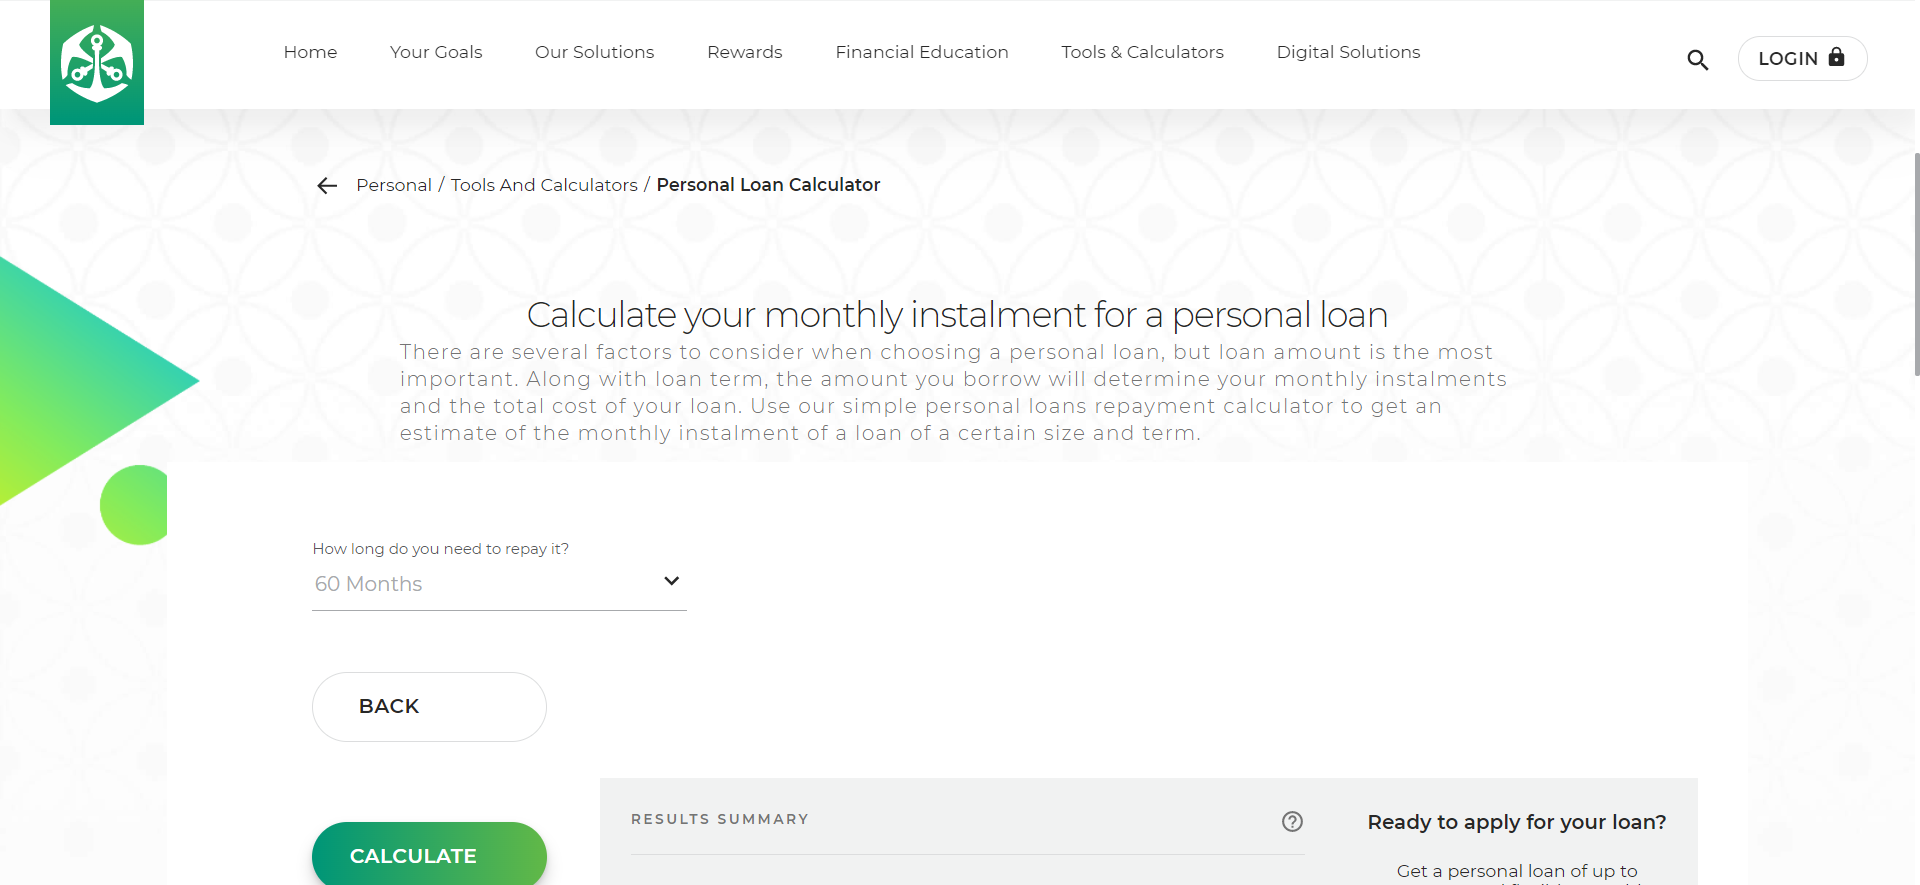 Home
Your Goals
Our Solutions
Rewards
Financial Education
Tools & Calculators
Digital Solutions
LOGIN
Personal / Tools And Calculators / Personal Loan Calculator
Calculate your monthly instalment for a personal loan
There are several factors to consider when choosing a personal loan, but loan amount is the most
important. Along with loan term, the amount you borrow will determine your monthly instalments
and the total cost of your loan. Use our simple personal loans repayment calculator to get an
estimate of the monthly instalment of a loan of a certain size and term.
How long do you need to repay it?
60 Months
BACK
CALCULATE
RESULTS SUMMARY
Ready to apply for your loan?
Get a personal loan of up to